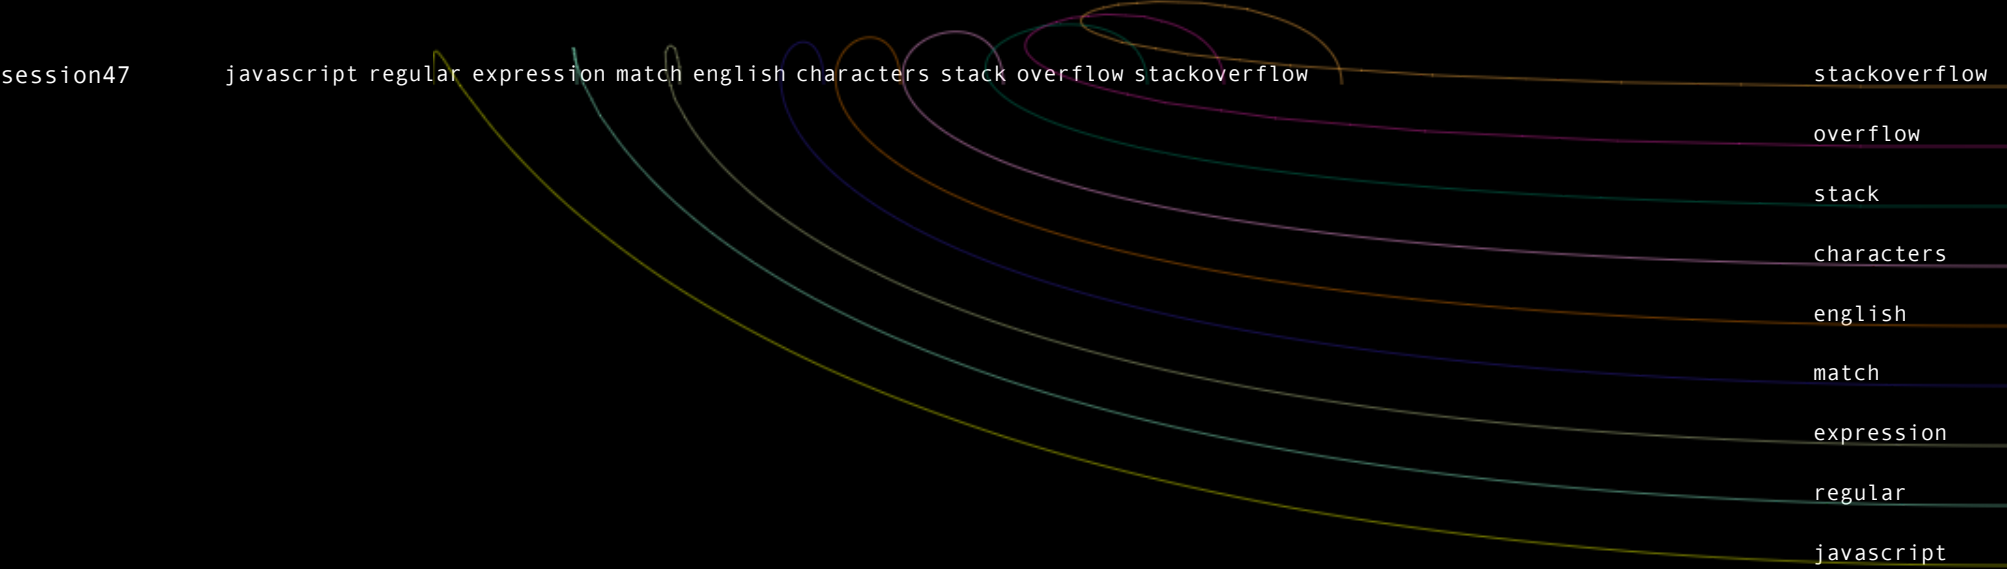 session47 javascript regular expression match english characters stack overflow stackoverflow stackoverflow
overflow
stack
characters
english
match
expression
regular
javascript